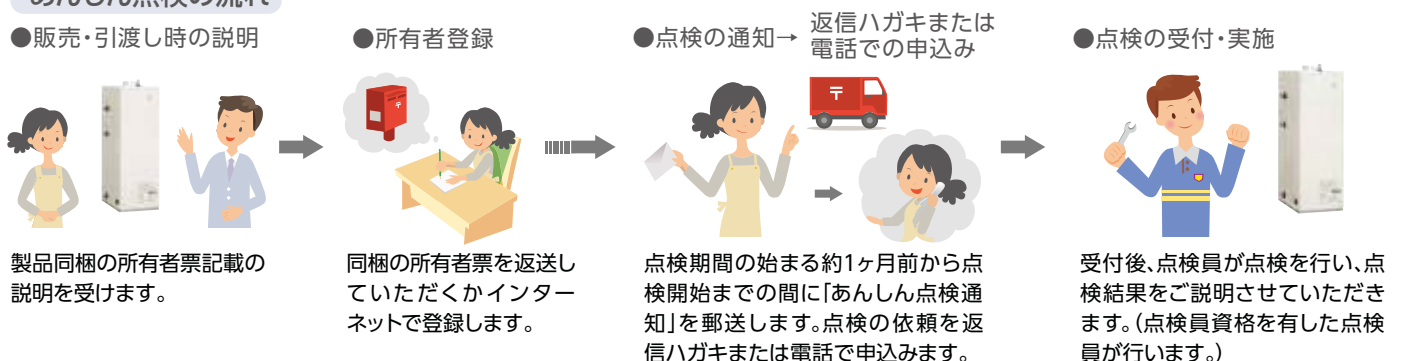 あんしん点検の流れ
●販売・引渡し時の説明
製品同梱の所有者票記載の
説明を受けます。
●所有者登録
〒
同梱の所有者票を返送し
ていただくかインター
ネットで登録します。
●点検の通知→
返信ハガキまたは
電話での申込み
〒
点検期間の始まる約1ヶ月前から点
検開始までの間に「あんしん点検通
知」を郵送します。点検の依頼を返
信ハガキまたは電話で申込みます。
●点検の受付・実施
受付後、点検員が点検を行い、点
検結果をご説明させていただき
ます。(点検員資格を有した点検
員が行います。)